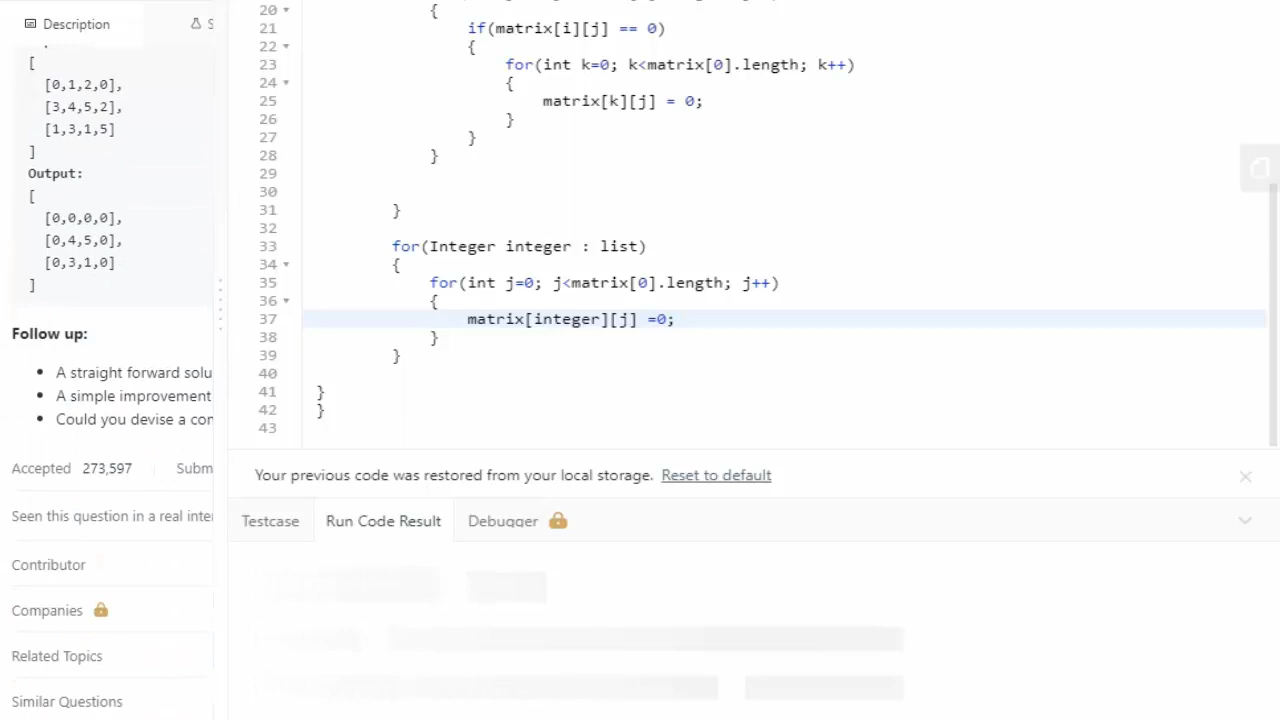 Description
[
[0,1,2,0],
[3,4,5,2],
[1,3,1,5]
]
Output:
[
[0,0,0,0],
[0,4,5,0],
[0,3,1,0]
]
Follow up:
A straight forward solu
A simple improvement
Could you devise a con
Accepted 273,597 Subm
Seen this question in a real inter
Contributor
Companies
Related Topics
Similar Questions
20 {
21 if(matrix[i][j] == 0)
22 {
23 for(int k=0; k<matrix[0].length; k++)
24 {
25 matrix[k][j] = 0;
26 }
27 }
28 }
29
30
31 }
32
33 for(Integer integer : list)
34 {
35 for(int j=0; j<matrix[0].length; j++)
36 {
37 matrix[integer][j] =0;
38 }
39 }
40
41 }
42 }
43
Your previous code was restored from your local storage. Reset to default
Testcase Run Code Result Debugger